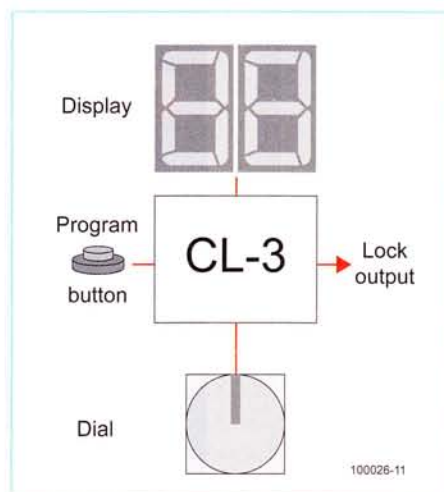 Display
Program
button
CL-3
Lock
output
Dial
100026-11